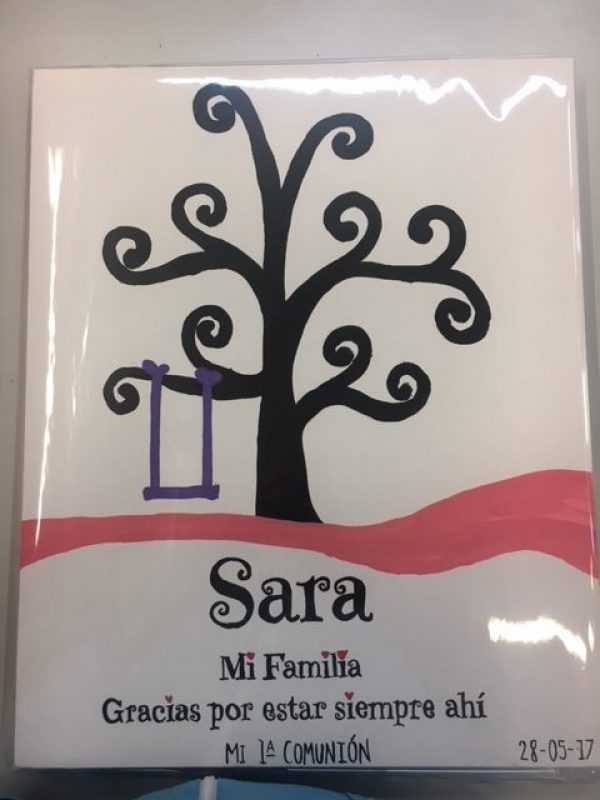 Sara
Mi Familia
Gracias por estar siempre ahí
MI 1ª COMUNIÓN
28-05-17